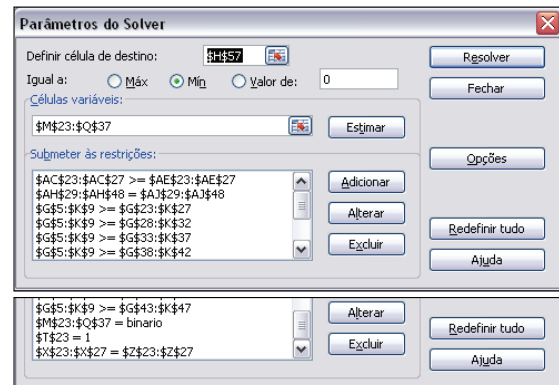 Parâmetros do Solver
Definir célula de destino: $H$57 Resolver
Igual a: Máx Mín Valor de: 0 Fechar
Células variáveis:
$M$23:$Q$37 Estimar
Submeter às restrições: Opções
$AC$23:$AC$27 >= $AE$23:$AE$27 Adicionar
$AH$29:$AH$48 = $AJ$29:$AJ$48
$G$5:$K$9 >= $G$23:$K$27 Alterar
$G$5:$K$9 >= $G$28:$K$32 Redefinir tudo
$G$5:$K$9 >= $G$33:$K$37 Excluir
$G$5:$K$9 >= $G$38:$K$42 Ajuda
$G$5:$K$9 >= $G$43:$K$47 Alterar
$M$23:$Q$37 = binario Redefinir tudo
$T$23 = 1 Excluir
$X$23:$X$27 = $Z$23:$Z$27 Ajuda